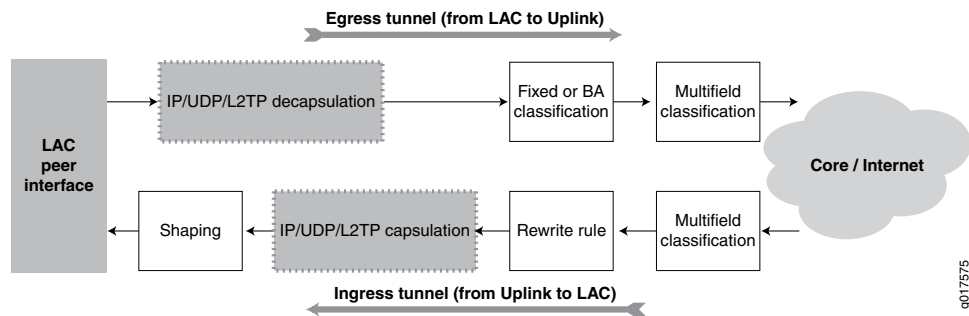 Egress tunnel (from LAC to Uplink)
LAC
peer
interface
IP/UDP/L2TP decapsulation
Fixed or BA
classification
Multifield
classification
Core / Internet
Shaping
IP/UDP/L2TP capsulation
Rewrite rule
Multifield
classification
Ingress tunnel (from Uplink to LAC)
g017575